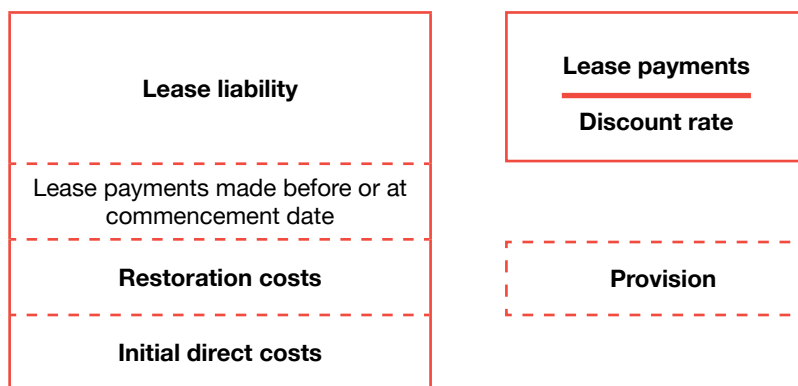 Lease liability
Lease payments made before or at
commencement date
Restoration costs
Initial direct costs
Lease payments
Discount rate
Provision